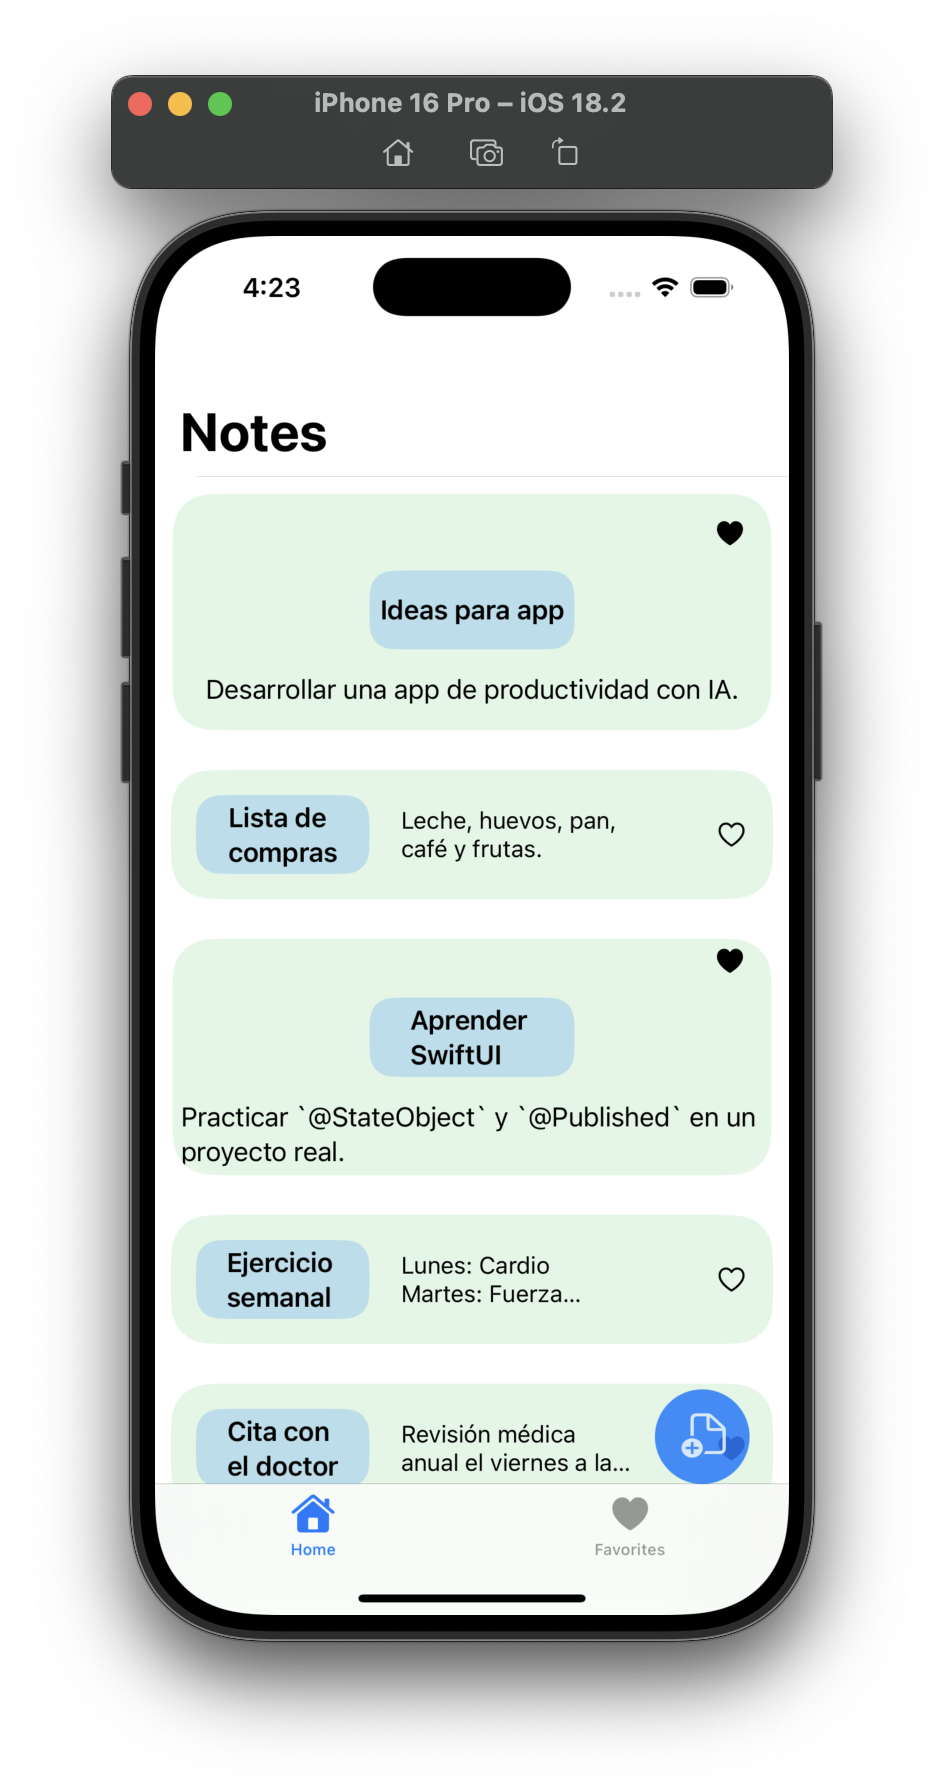 iPhone 16 Pro – iOS 18.2
4:23
Notes
Ideas para app
Desarrollar una app de productividad con IA.
Lista de
compras
Leche, huevos, pan,
café y frutas.
Aprender
SwiftUI
Practicar `@StateObject` y `@Published` en un
proyecto real.
Ejercicio
semanal
Lunes: Cardio
Martes: Fuerza...
Cita con
el doctor
Revisión médica
anual el viernes a la...
Home
Favorites